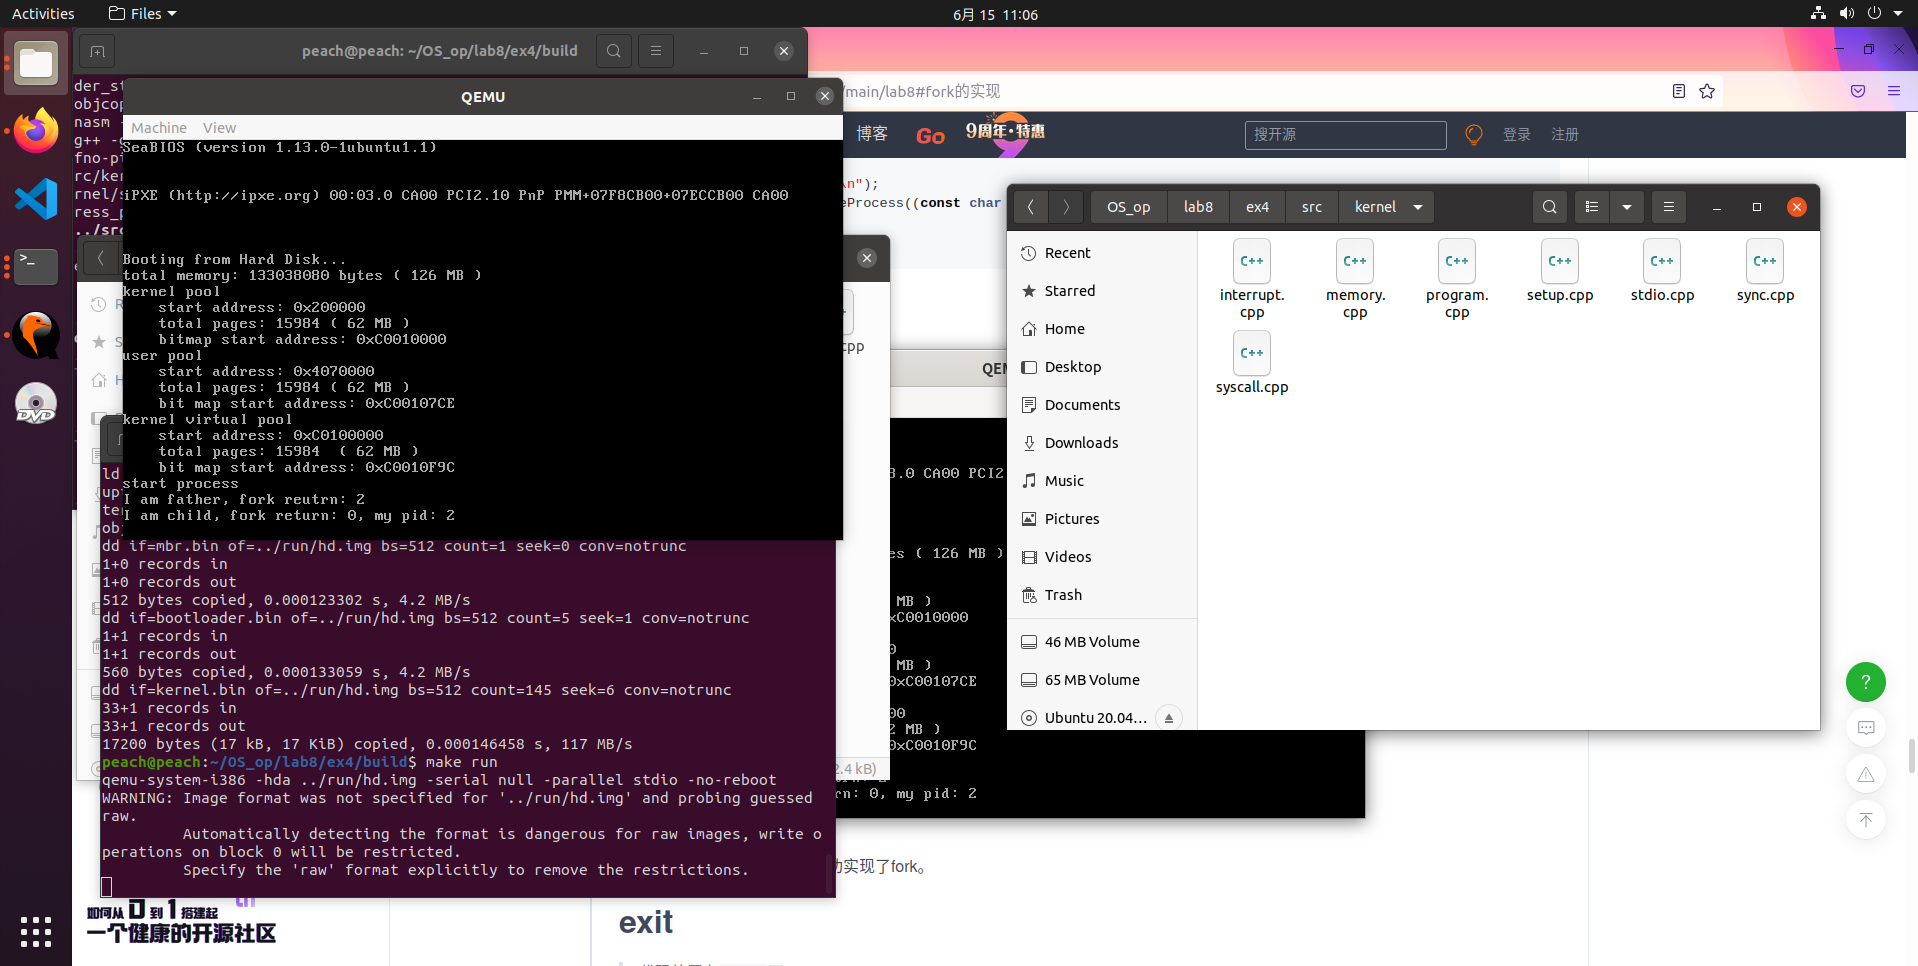 Activities
Files
6月 15 11:06
peach@peach: ~/OS_op/lab8/ex4/build
objcop
nasm
g++
QEMU
Machine View
SeaBIOS (version 1.13.0-1ubuntu1.1)
iPXE (http://ipxe.org) 00:03.0 CA00 PCI2.10 PnP PMM+07F8CB00+07ECCB00 CA00
Booting from Hard Disk...
total memory: 133038080 bytes ( 126 MB )
kernel pool
start address: 0x200000
total pages: 15984 ( 62 MB )
bitmap start address: 0xC0010000
user pool
start address: 0x4070000
total pages: 15984 ( 62 MB )
bit map start address: 0xC00107CE
kernel virtual pool
start address: 0xC0100000
total pages: 15984  ( 62 MB )
bit map start address: 0xC0010F9C
start process
I am father, fork reutrn: 2
I am child, fork return: 0, my pid: 2
dd if=mbr.bin of=../run/hd.img bs=512 count=1 seek=0 conv=notrunc
1+0 records in
1+0 records out
512 bytes copied, 0.000123302 s, 4.2 MB/s
dd if=bootloader.bin of=../run/hd.img bs=512 count=5 seek=1 conv=notrunc
1+1 records in
1+1 records out
560 bytes copied, 0.000133059 s, 4.2 MB/s
dd if=kernel.bin of=../run/hd.img bs=512 count=145 seek=6 conv=notrunc
33+1 records in
33+1 records out
17200 bytes (17 kB, 17 KiB) copied, 0.000146458 s, 117 MB/s
peach@peach:~/OS_op/lab8/ex4/build$ make run
qemu-system-i386 -hda ../run/hd.img -serial null -parallel stdio -no-reboot
WARNING: Image format was not specified for '../run/hd.img' and probing guessed
raw.
Automatically detecting the format is dangerous for raw images, write o
perations on block 0 will be restricted.
Specify the 'raw' format explicitly to remove the restrictions.
/main/lab8#fork的实现
博客
Go
9周年·特惠
搜开源
登录
注册
\n");
eProcess((const char
OS_op lab8 ex4 src kernel
Recent
Starred
Home
Desktop
Documents
Downloads
Music
Pictures
Videos
Trash
46 MB Volume
65 MB Volume
Ubuntu 20.04…
C++ C++ C++ C++ C++ C++
interrupt.cpp
memory.cpp
program.cpp
setup.cpp
stdio.cpp
sync.cpp
C++
syscall.cpp
cpp
QEM
3.0 CA00 PCI2
es ( 126 MB )
MB )
xC0010000
0
MB )
xC00107CE
00
2 MB )
xC0010F9C
2.4 kB)
rn: 0, my pid: 2
实现了fork。
exit
如何从0到1搭建起
一个健康的开源社区
DVD
?